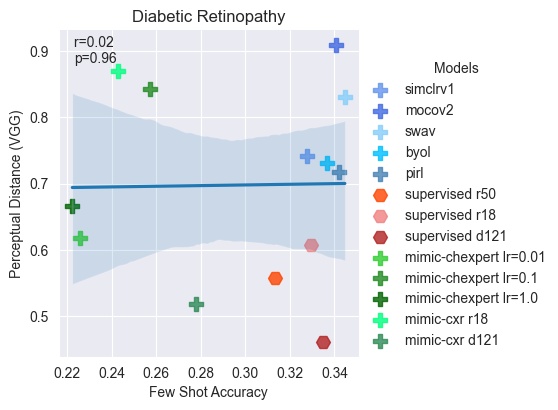 Diabetic Retinopathy
r=0.02
p=0.96
Perceptual Distance (VGG)
0.9
0.8
0.7
0.6
0.5
0.22 0.24 0.26 0.28 0.30 0.32 0.34
Few Shot Accuracy
Models
simclrv1
mocov2
swav
byol
pirl
supervised r50
supervised r18
supervised d121
mimic-chexpert lr=0.01
mimic-chexpert lr=0.1
mimic-chexpert lr=1.0
mimic-cxr r18
mimic-cxr d121